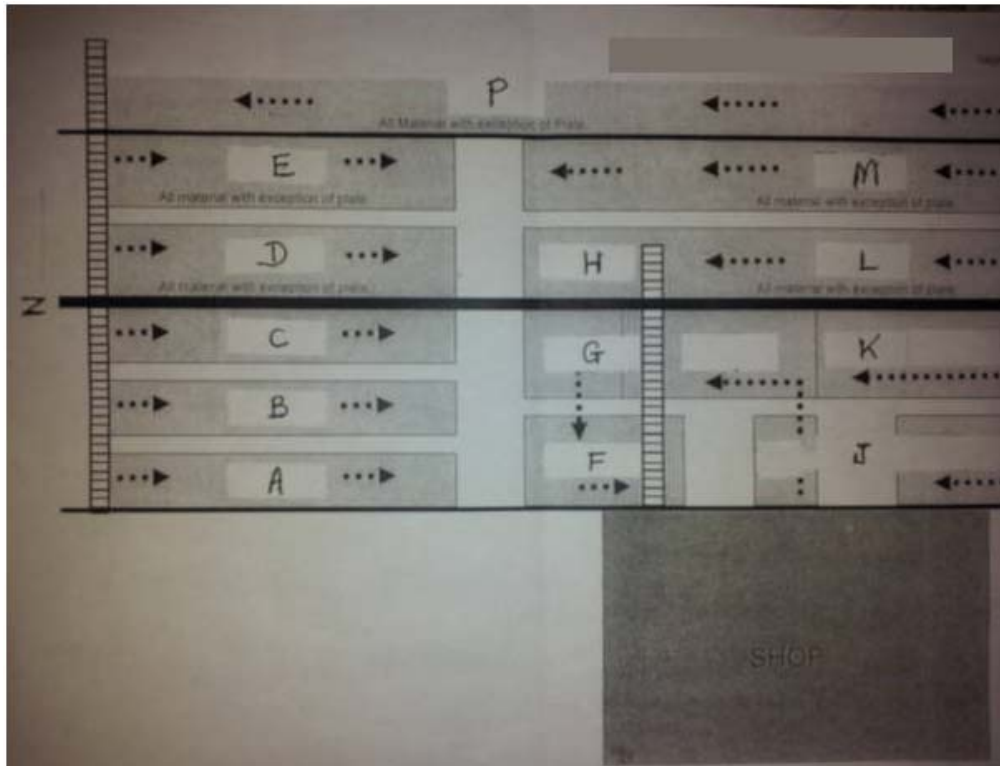 P
All Material with exception of Plate
E
M
All material with exception of plate
All material with exception of plate
D
H
L
All material with exception of plate
All material with exception of plate
N
C
G
K
B
F
J
A
SHOP